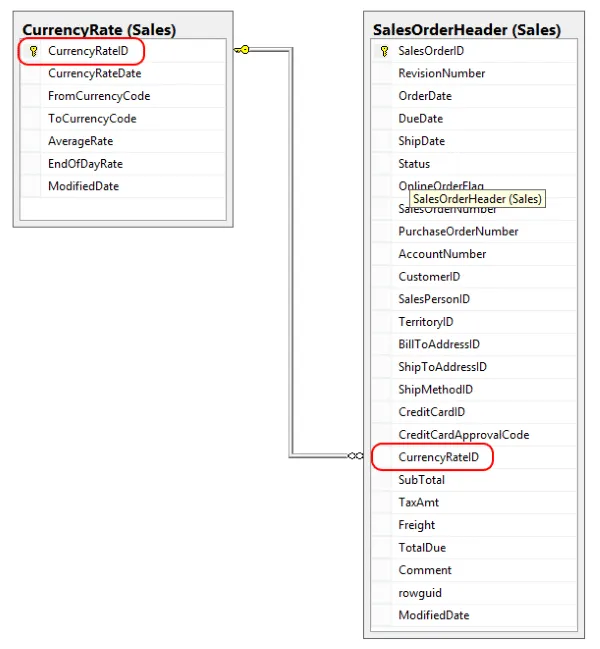 CurrencyRate (Sales)
CurrencyRateID
CurrencyRateDate
FromCurrencyCode
ToCurrencyCode
AverageRate
EndOfDayRate
ModifiedDate
SalesOrderHeader (Sales)
SalesOrderID
RevisionNumber
OrderDate
DueDate
ShipDate
Status
OnlineOrderFlag
SalesOrderHeader (Sales)
SalesOrderNumber
PurchaseOrderNumber
AccountNumber
CustomerID
SalesPersonID
TerritoryID
BillToAddressID
ShipToAddressID
ShipMethodID
CreditCardID
CreditCardApprovalCode
CurrencyRateID
SubTotal
TaxAmt
Freight
TotalDue
Comment
rowguid
ModifiedDate